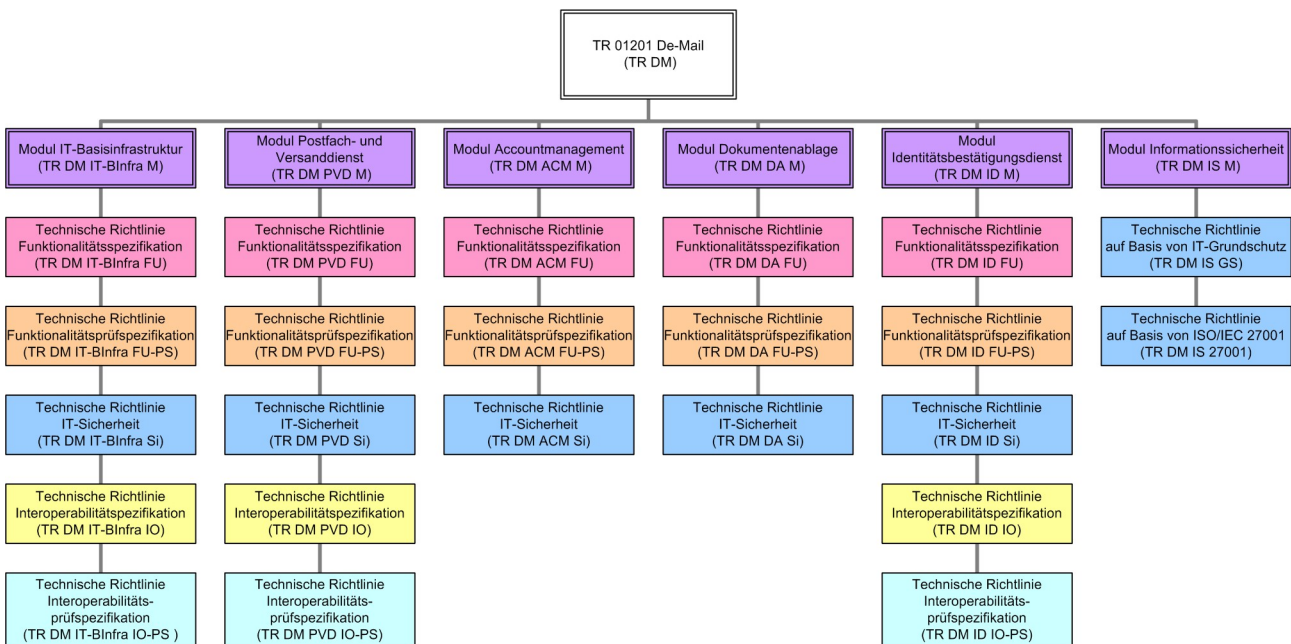 TR 01201 De-Mail
(TR DM)
Modul IT-Basisinfrastruktur
(TR DM IT-BInfra M)
Modul Postfach- und
Versanddienst
(TR DM PVD M)
Modul Accountmanagement
(TR DM ACM M)
Modul Dokumentenablage
(TR DM DA M)
Modul
Identitätsbestätigungsdienst
(TR DM ID M)
Modul Informationssicherheit
(TR DM IS M)
Technische Richtlinie
Funktionalitätsspezifikation
(TR DM IT-BInfra FU)
Technische Richtlinie
Funktionalitätsspezifikation
(TR DM PVD FU)
Technische Richtlinie
Funktionalitätsspezifikation
(TR DM ACM FU)
Technische Richtlinie
Funktionalitätsspezifikation
(TR DM DA FU)
Technische Richtlinie
Funktionalitätsspezifikation
(TR DM ID FU)
Technische Richtlinie
auf Basis von IT-Grundschutz
(TR DM IS GS)
Technische Richtlinie
Funktionalitätsprüfspezifikation
(TR DM IT-BInfra FU-PS)
Technische Richtlinie
Funktionalitätsprüfspezifikation
(TR DM PVD FU-PS)
Technische Richtlinie
Funktionalitätsprüfspezifikation
(TR DM ACM FU-PS)
Technische Richtlinie
Funktionalitätsprüfspezifikation
(TR DM DA FU-PS)
Technische Richtlinie
Funktionalitätsprüfspezifikation
(TR DM ID FU-PS)
Technische Richtlinie
auf Basis von ISO/IEC 27001
(TR DM IS 27001)
Technische Richtlinie
IT-Sicherheit
(TR DM IT-BInfra Si)
Technische Richtlinie
IT-Sicherheit
(TR DM PVD Si)
Technische Richtlinie
IT-Sicherheit
(TR DM ACM Si)
Technische Richtlinie
IT-Sicherheit
(TR DM DA Si)
Technische Richtlinie
IT-Sicherheit
(TR DM ID Si)
Technische Richtlinie
Interoperabilitätspezifikation
(TR DM IT-BInfra IO)
Technische Richtlinie
Interoperabilitätspezifikation
(TR DM PVD IO)
Technische Richtlinie
Interoperabilitätspezifikation
(TR DM ID IO)
Technische Richtlinie
Interoperabilitäts-
prüfspezifikation
(TR DM IT-BInfra IO-PS )
Technische Richtlinie
Interoperabilitäts-
prüfspezifikation
(TR DM PVD IO-PS)
Technische Richtlinie
Interoperabilitäts-
prüfspezifikation
(TR DM ID IO-PS)